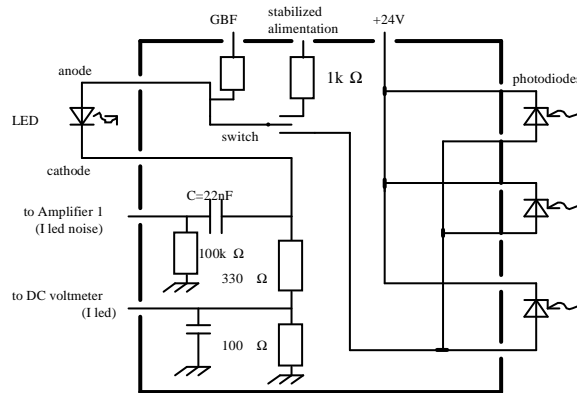 GBF
stabilized
alimentation
+24V
anode
1k Ω
photodiodes
LED
switch
cathode
C=22nF
to Amplifier 1
(I led noise)
100k Ω
330 Ω
to DC voltmeter
(I led)
100 Ω